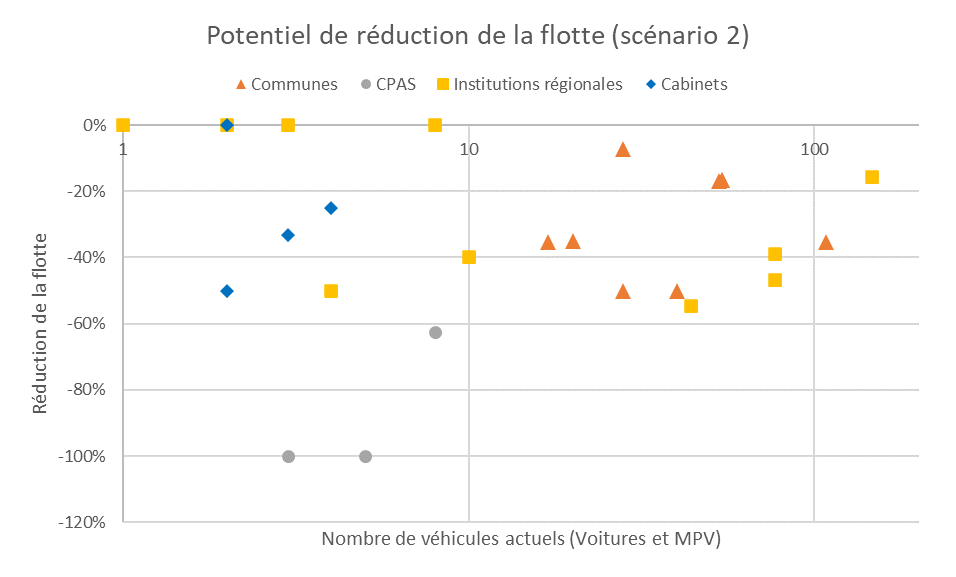 Potentiel de réduction de la flotte (scénario 2)
Communes CPAS Institutions régionales Cabinets
0%
1 10 100
-20%
-40%
-60%
-80%
-100%
-120%
Réduction de la flotte
Nombre de véhicules actuels (Voitures et MPV)